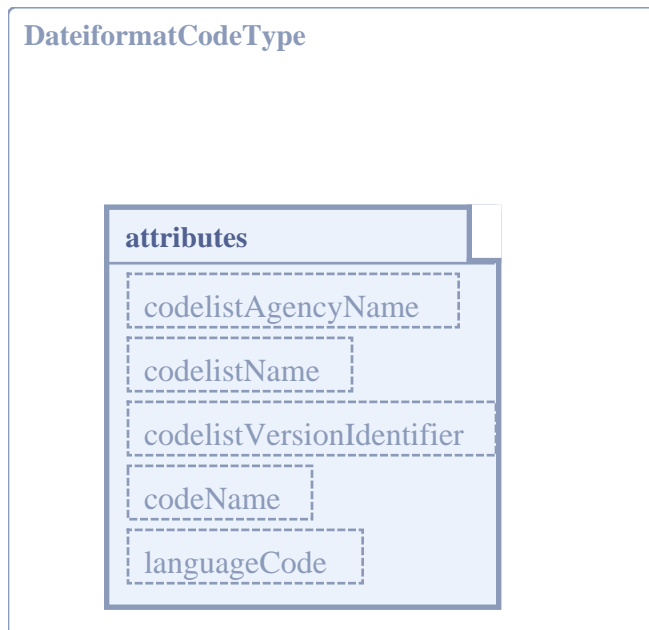 DateiformatCodeType
attributes
codelistAgencyName
codelistName
codelistVersionIdentifier
codeName
languageCode